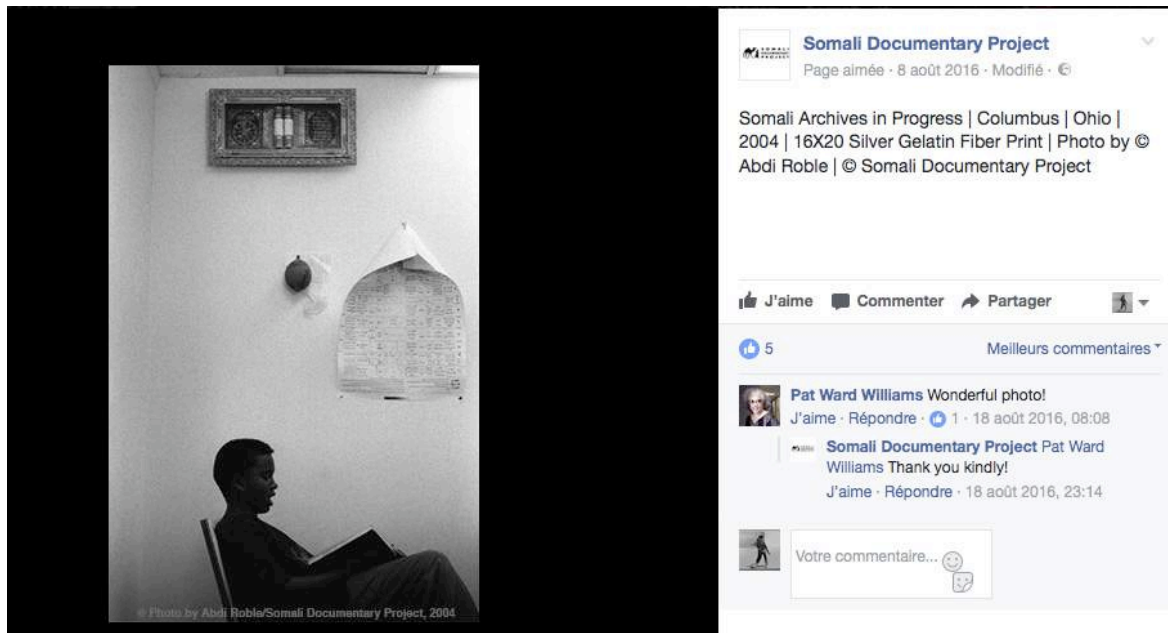 © Photo by Abdi Roble/Somali Documentary Project, 2004
SOMALI
DOCUMENTARY
PROJECT
Somali Documentary Project
Page aimée · 8 août 2016 · Modifié ·
Somali Archives in Progress | Columbus | Ohio |
2004 | 16X20 Silver Gelatin Fiber Print | Photo by ©
Abdi Roble | © Somali Documentary Project
J'aime Commenter Partager
5 Meilleurs commentaires
Pat Ward Williams Wonderful photo!
J'aime · Répondre · 1 · 18 août 2016, 08:08
Somali Documentary Project Pat Ward
Williams Thank you kindly!
J'aime · Répondre · 18 août 2016, 23:14
Votre commentaire...